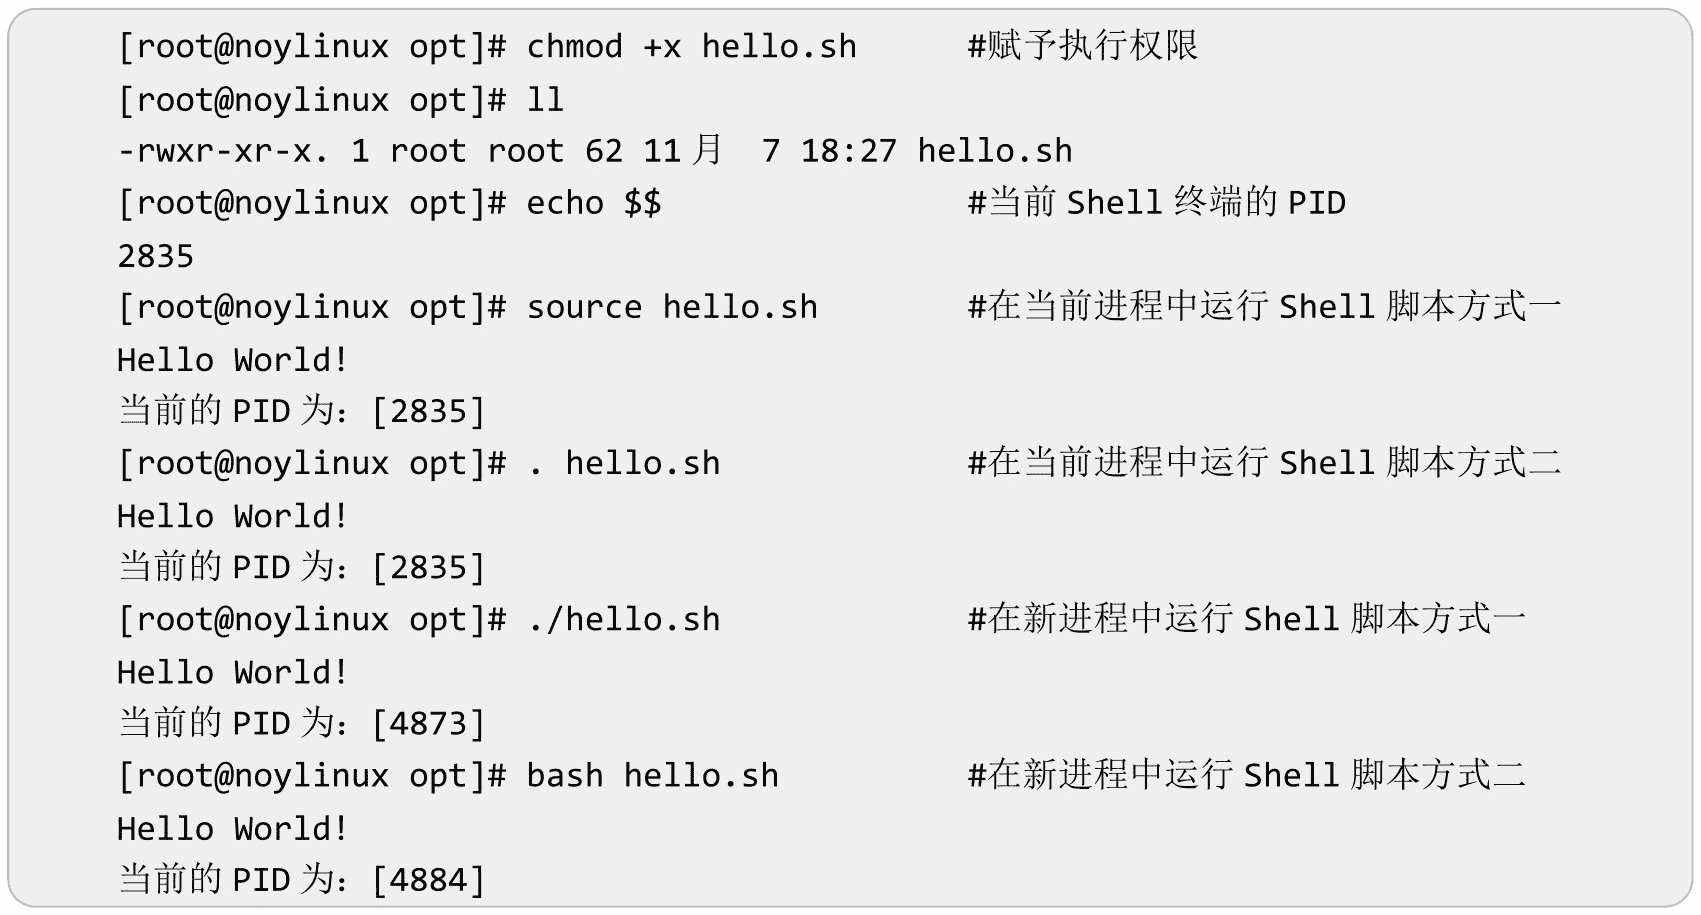 [root@noylinux opt]# chmod +x hello.sh #赋予执行权限
[root@noylinux opt]# ll
-rwxr-xr-x. 1 root root 62 11月 7 18:27 hello.sh
[root@noylinux opt]# echo $$ #当前 Shell 终端的 PID
2835
[root@noylinux opt]# source hello.sh #在当前进程中运行 Shell 脚本方式一
Hello World!
当前的 PID 为：[2835]
[root@noylinux opt]# . hello.sh #在当前进程中运行 Shell 脚本方式二
Hello World!
当前的 PID 为：[2835]
[root@noylinux opt]# ./hello.sh #在新进程中运行 Shell 脚本方式一
Hello World!
当前的 PID 为：[4873]
[root@noylinux opt]# bash hello.sh #在新进程中运行 Shell 脚本方式二
Hello World!
当前的 PID 为：[4884]